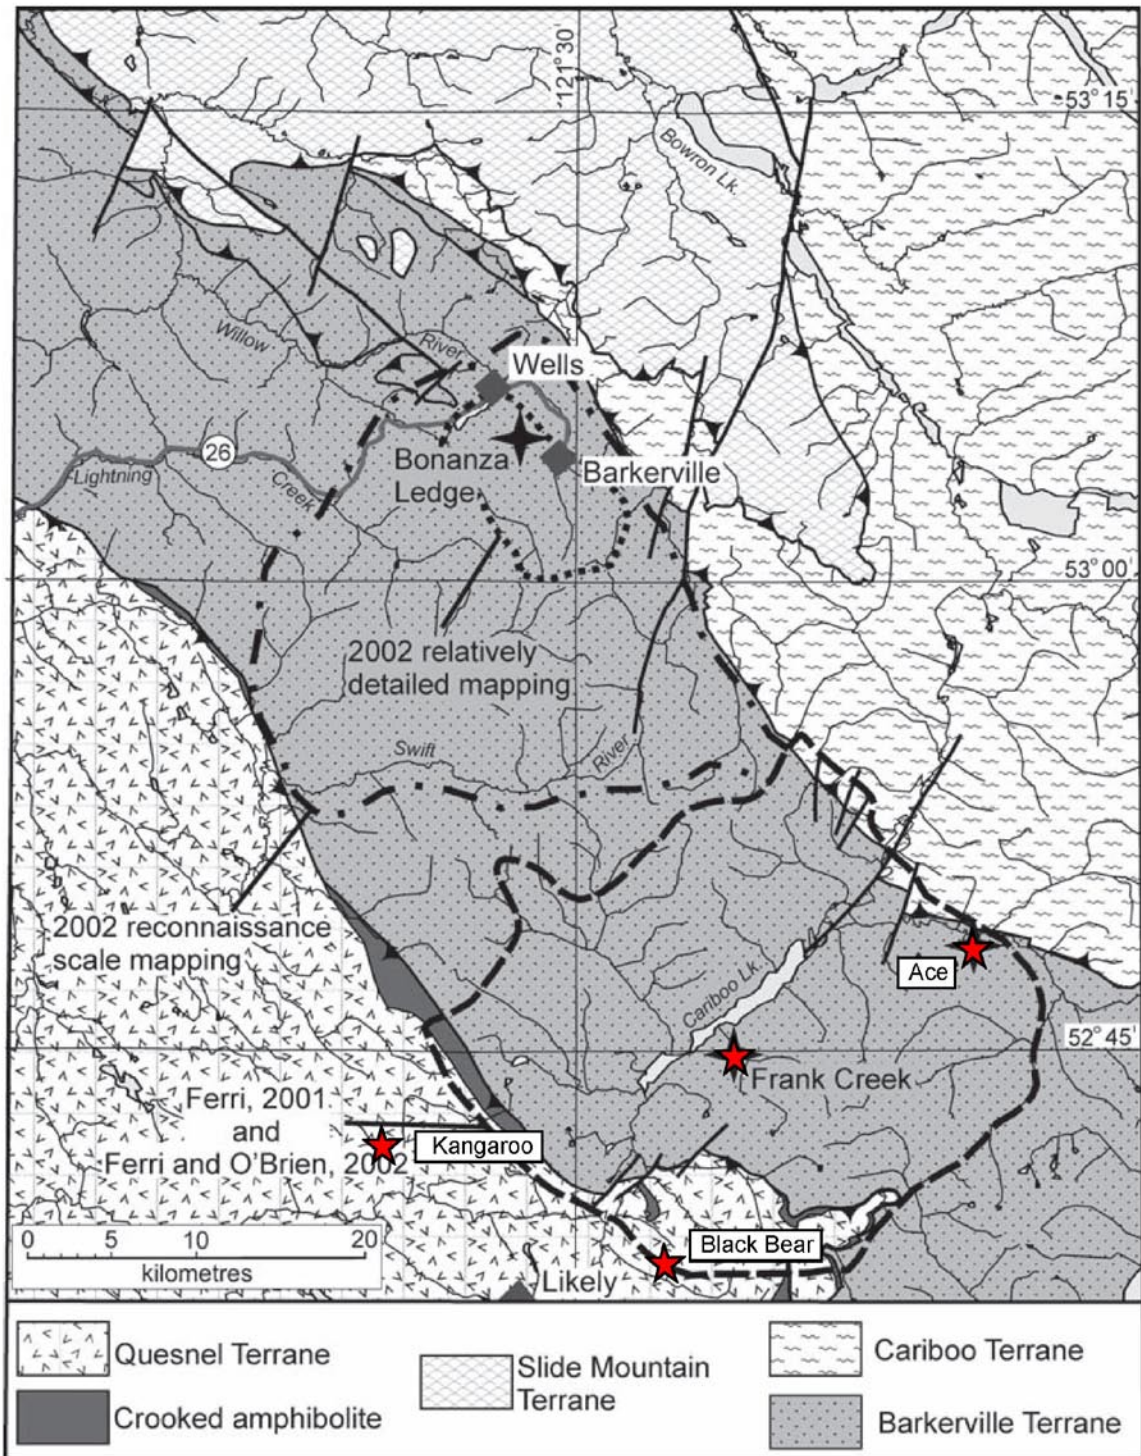 121°30'
53°15'
Bowron Lk.
Willow
River
Wells
26
Lightning
Creek
Bonanza
Ledge
Barkerville
53°00'
2002 relatively
detailed mapping
Swift
River
2002 reconnaissance
scale mapping
Ace
Cariboo Lk.
52°45'
Frank Creek
Ferri, 2001
and
Ferri and O'Brien, 2002
Kangaroo
Black Bear
Likely
0 5 10 20
kilometres
Quesnel Terrane
Crooked amphibolite
Slide Mountain
Terrane
Cariboo Terrane
Barkerville Terrane